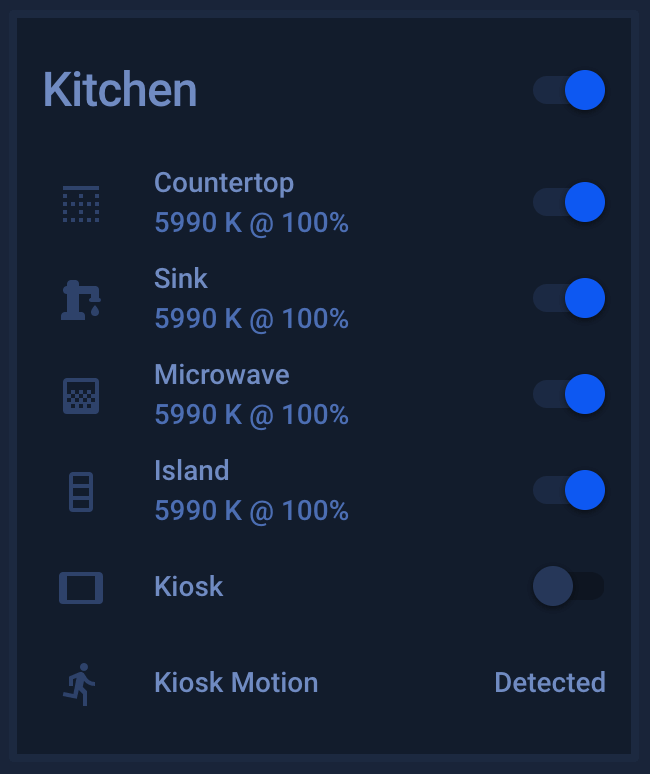 Kitchen
Countertop
5990 K @ 100%
Sink
5990 K @ 100%
Microwave
5990 K @ 100%
Island
5990 K @ 100%
Kiosk
Kiosk Motion Detected